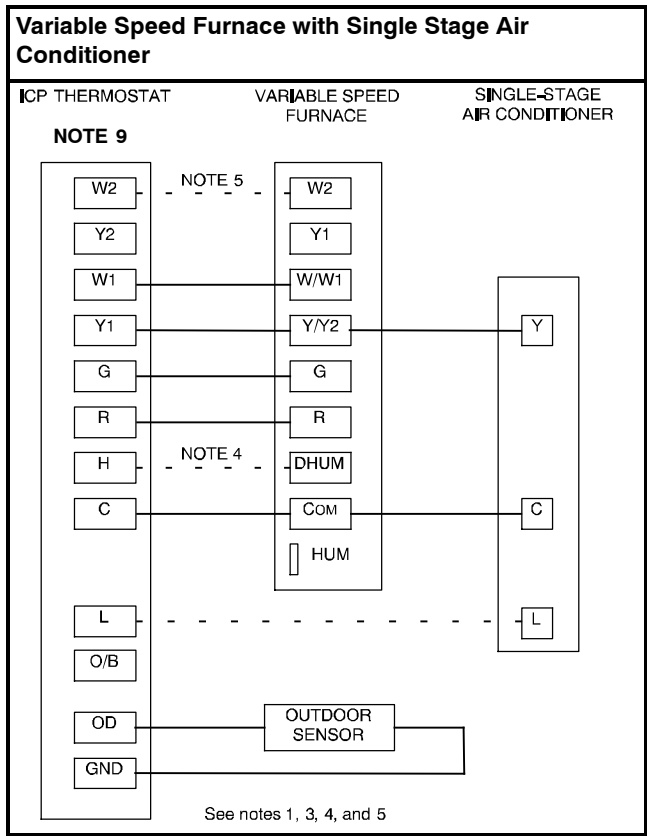 Variable Speed Furnace with Single Stage Air
Conditioner
ICP THERMOSTAT
VARIABLE SPEED
FURNACE
SINGLE-STAGE
AIR CONDITIONER
NOTE 9
W2
NOTE 5
W2
Y2
Y1
W1
W/W1
Y1
Y/Y2
Y
G
G
R
R
H
NOTE 4
DHUM
C
COM
C
HUM
L
L
O/B
OD
OUTDOOR
SENSOR
GND
See notes 1, 3, 4, and 5